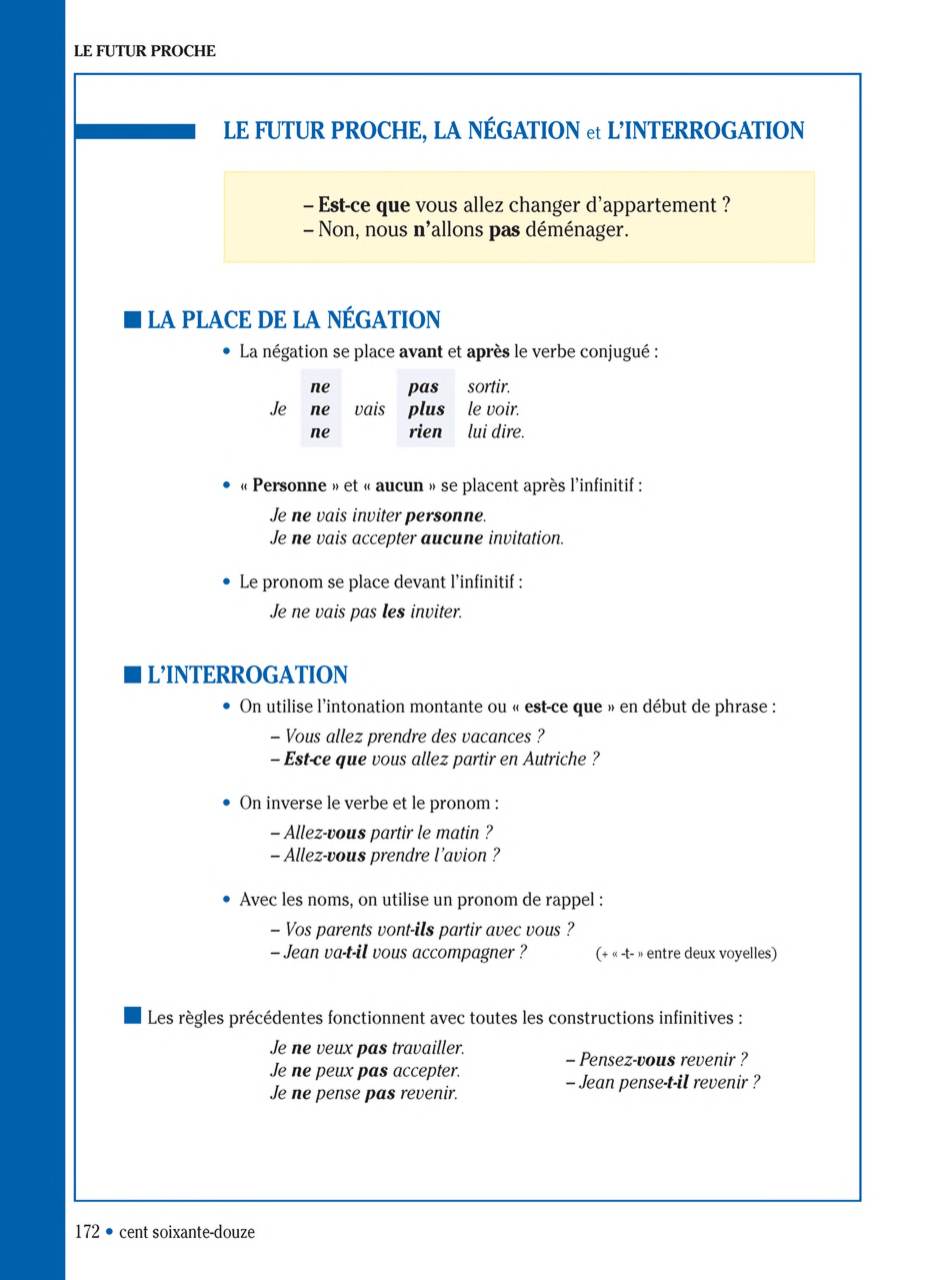 LE FUTUR PROCHE
LE FUTUR PROCHE, LA NÉGATION et L’INTERROGATION
– Est-ce que vous allez changer d’appartement ?
– Non, nous n’allons pas déménager.
■ LA PLACE DE LA NÉGATION
• La négation se place avant et après le verbe conjugué :
ne pas sortir.
Je ne vais plus le voir.
ne rien lui dire.
• « Personne » et « aucun » se placent après l’infinitif :
Je ne vais inviter personne.
Je ne vais accepter aucune invitation.
• Le pronom se place devant l’infinitif :
Je ne vais pas les inviter.
■ L’INTERROGATION
• On utilise l’intonation montante ou « est-ce que » en début de phrase :
– Vous allez prendre des vacances ?
– Est-ce que vous allez partir en Autriche ?
• On inverse le verbe et le pronom :
– Allez-vous partir le matin ?
– Allez-vous prendre l’avion ?
• Avec les noms, on utilise un pronom de rappel :
– Vos parents vont-ils partir avec vous ?
– Jean va-t-il vous accompagner ? (+ « -t- » entre deux voyelles)
■ Les règles précédentes fonctionnent avec toutes les constructions infinitives :
Je ne veux pas travailler.
Je ne peux pas accepter.
Je ne pense pas revenir.
– Pensez-vous revenir ?
– Jean pense-t-il revenir ?
172 • cent soixante-douze